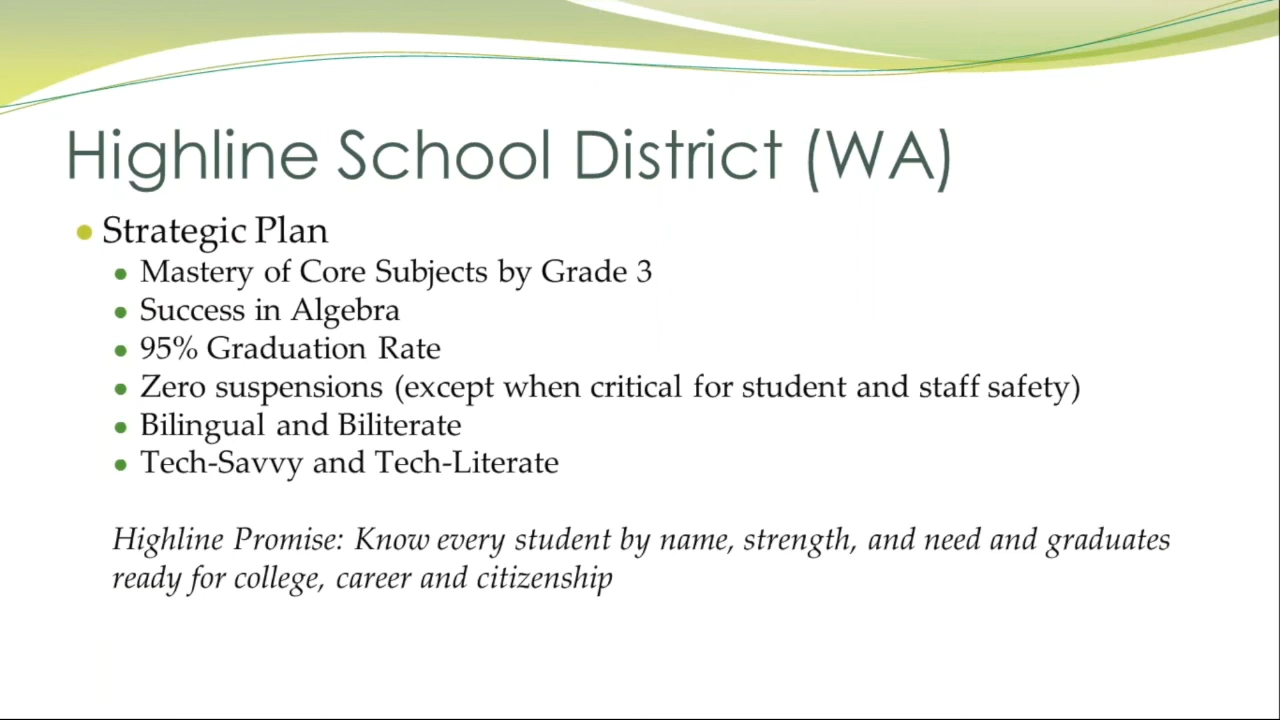 Highline School District (WA)
Strategic Plan
Mastery of Core Subjects by Grade 3
Success in Algebra
95% Graduation Rate
Zero suspensions (except when critical for student and staff safety)
Bilingual and Biliterate
Tech-Savvy and Tech-Literate
Highline Promise: Know every student by name, strength, and need and graduates
ready for college, career and citizenship